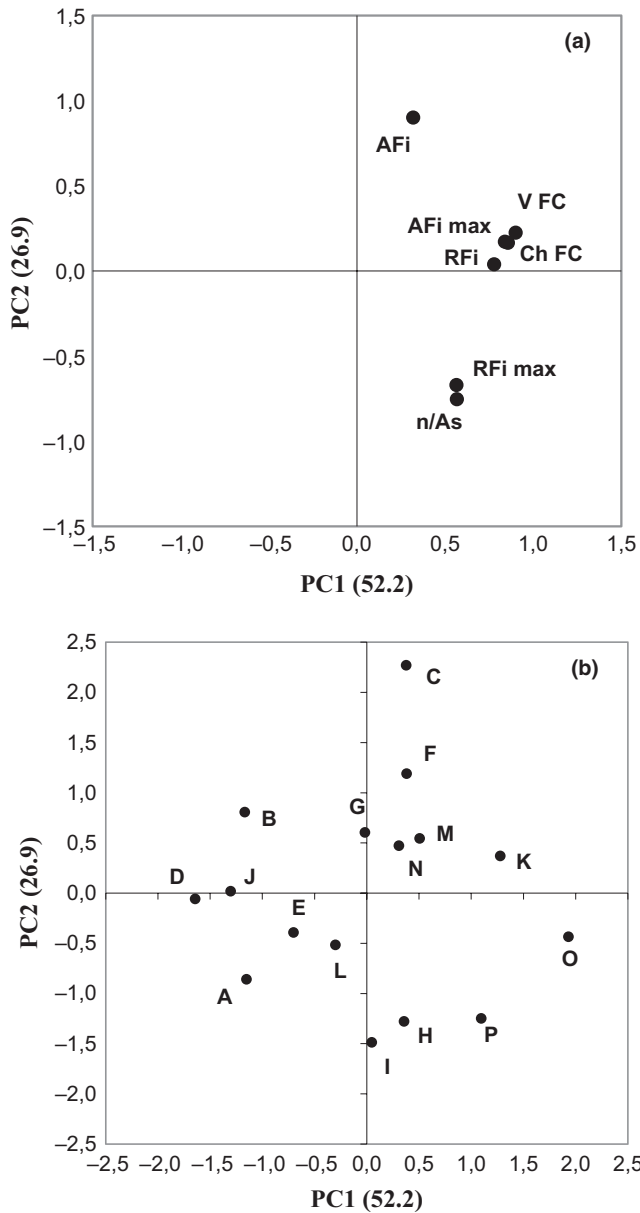 (a)
1,5
1,0
0,5
0,0
–0,5
–1,0
–1,5
PC2 (26.9)
AFi
V FC
AFi max
Ch FC
RFi
RFi max
n/As
–1,5 –1,0 –0,5 0,0 0,5 1,0 1,5
PC1 (52.2)
(b)
2,5
2,0
1,5
1,0
0,5
0,0
–0,5
–1,0
–1,5
–2,0
–2,5
PC2 (26.9)
C
F
G
B
M
N
K
D
J
E
L
O
A
H
P
I
–2,5 –2,0 –1,5 –1,0 –0,5 0,0 0,5 1,0 1,5 2,0 2,5
PC1 (52.2)